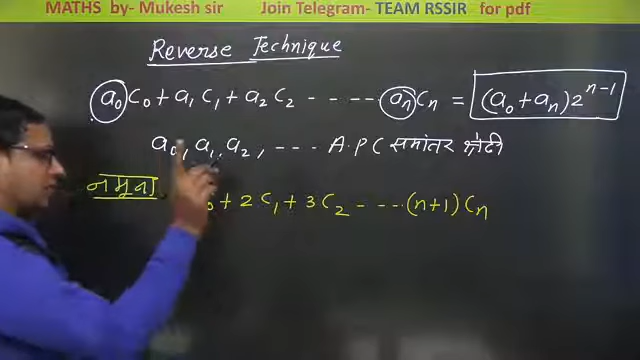 MATHS by- Mukesh sir Join Telegram- TEAM RSSIR for pdf
Reverse Technique
a₀C₀ + a₁C₁ + a₂C₂ - - - - - - aₙCₙ = (a₀ + aₙ) 2ⁿ⁻¹
a₀, a₁, a₂, - - - - A.P ( समांतर श्रेढी
नमूना ₀ + 2C₁ + 3C₂ - - - - - (n+1) Cₙ